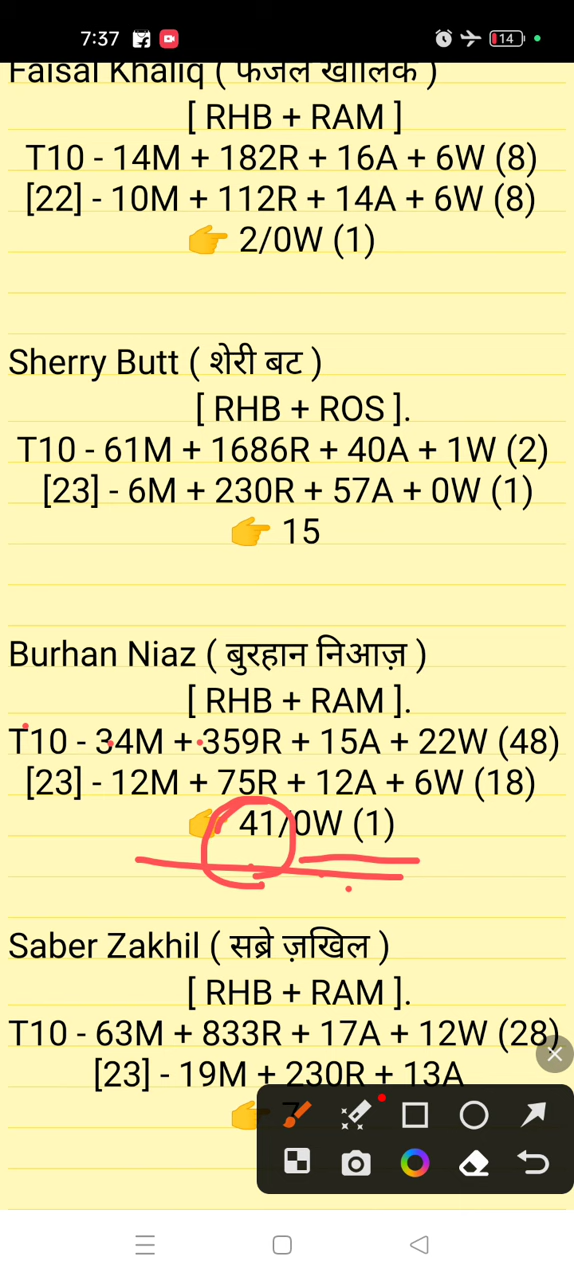 7:37
14
Faisal Khaliq ( फैजल खालिक )
[ RHB + RAM ]
T10 - 14M + 182R + 16A + 6W (8)
[22] - 10M + 112R + 14A + 6W (8)
👉 2/0W (1)
Sherry Butt ( शेरी बट )
[ RHB + ROS ].
T10 - 61M + 1686R + 40A + 1W (2)
[23] - 6M + 230R + 57A + 0W (1)
👉 15
Burhan Niaz ( बुरहान निआज़ )
[ RHB + RAM ].
T10 - 34M + 359R + 15A + 22W (48)
[23] - 12M + 75R + 12A + 6W (18)
👉 41/0W (1)
Saber Zakhil ( सब्रे ज़खिल )
[ RHB + RAM ].
T10 - 63M + 833R + 17A + 12W (28)
[23] - 19M + 230R + 13A